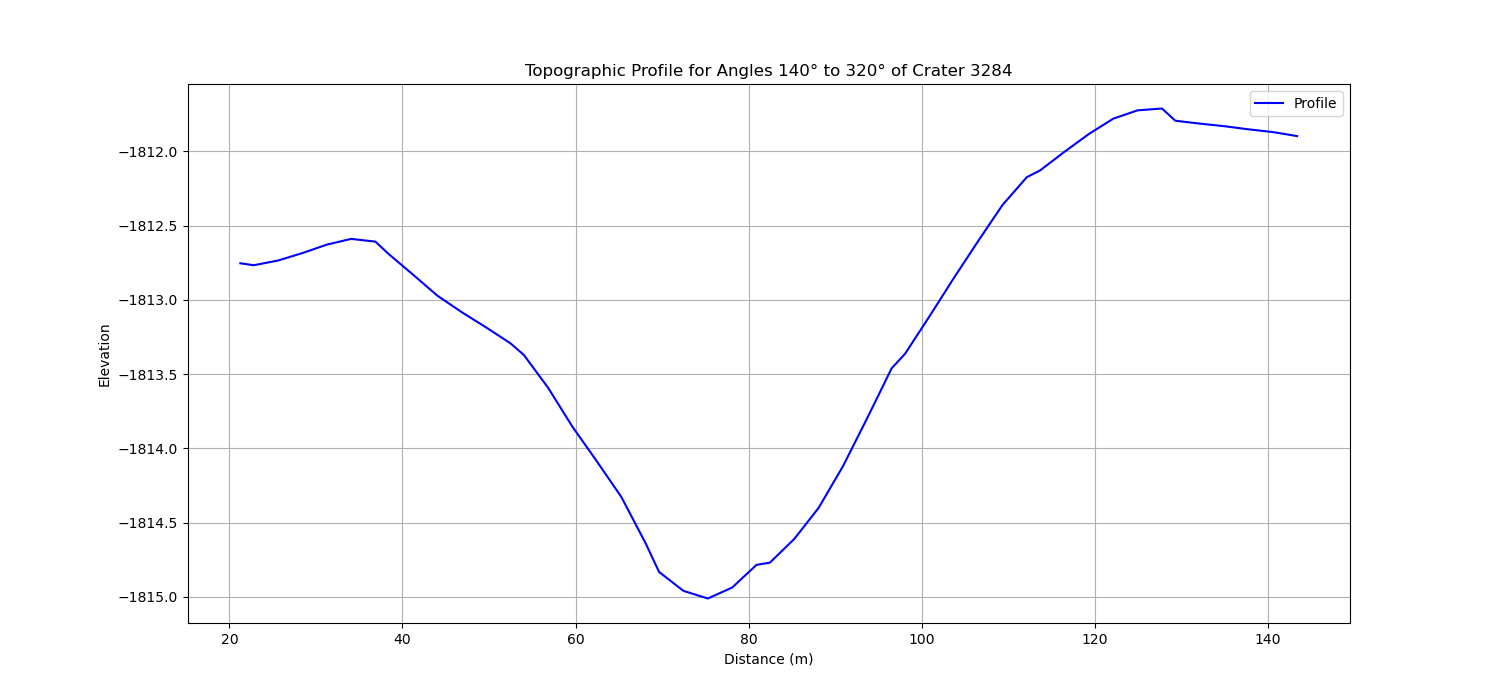 Topographic Profile for Angles 140° to 320° of Crater 3284
Profile
−1812.0
−1812.5
−1813.0
−1813.5
−1814.0
−1814.5
−1815.0
Elevation
20 40 60 80 100 120 140
Distance (m)